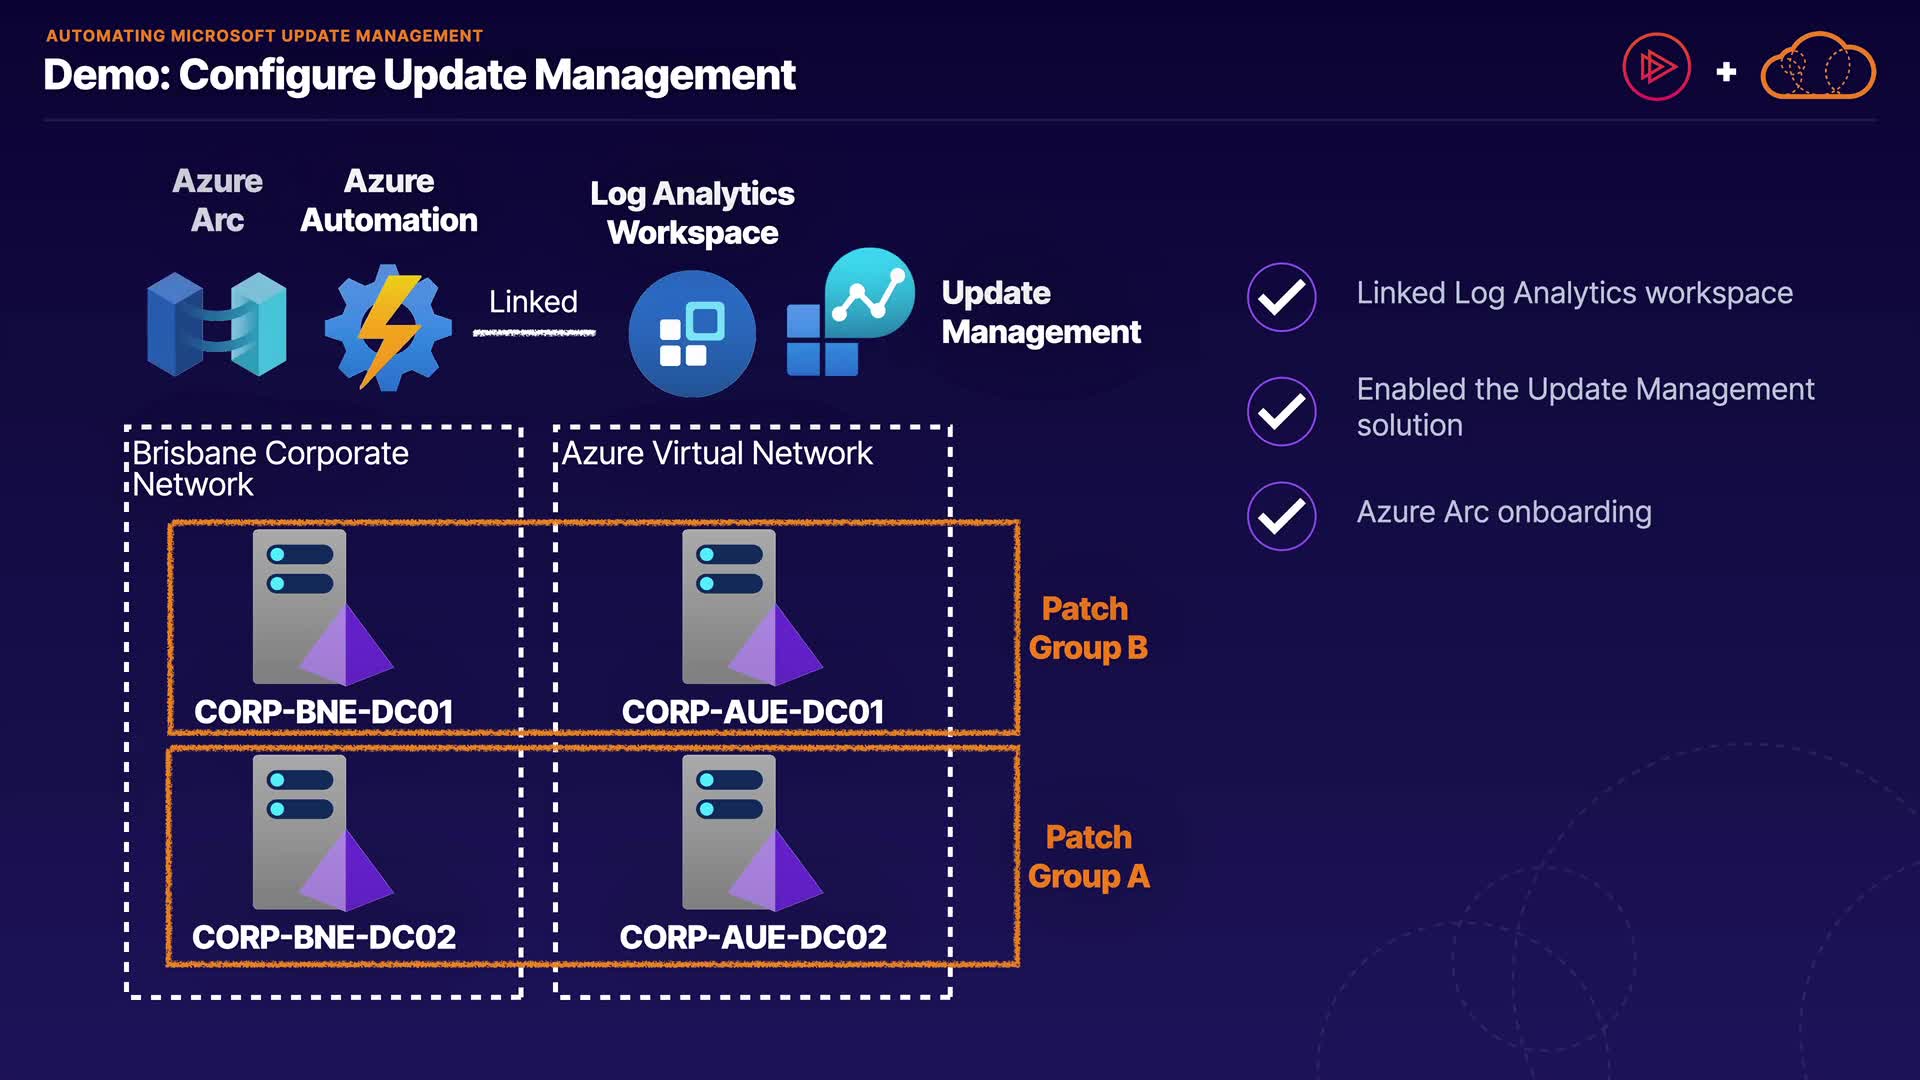 AUTOMATING MICROSOFT UPDATE MANAGEMENT
Demo: Configure Update Management
Azure
Arc
Azure
Automation
Linked
Log Analytics
Workspace
Update
Management
Linked Log Analytics workspace
Enabled the Update Management
solution
Azure Arc onboarding
Brisbane Corporate
Network
Azure Virtual Network
CORP-BNE-DC01
CORP-AUE-DC01
Patch
Group B
CORP-BNE-DC02
CORP-AUE-DC02
Patch
Group A